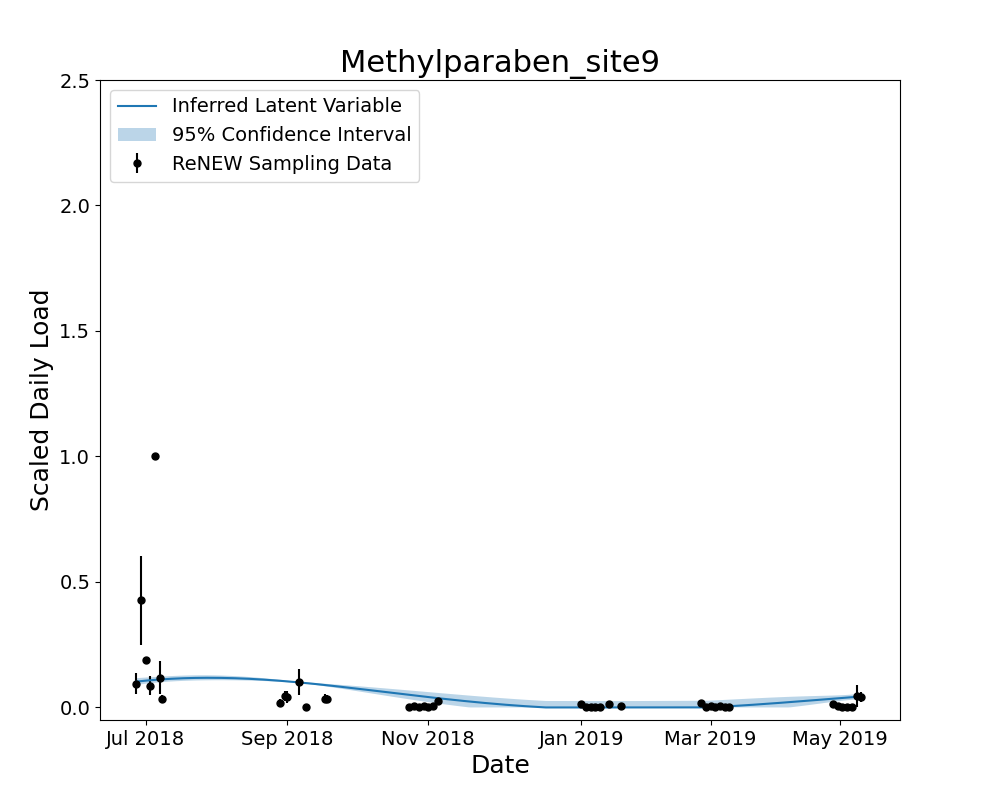 Methylparaben_site9
Inferred Latent Variable
95% Confidence Interval
ReNEW Sampling Data
Scaled Daily Load
2.5
2.0
1.5
1.0
0.5
0.0
Jul 2018 Sep 2018 Nov 2018 Jan 2019 Mar 2019 May 2019
Date